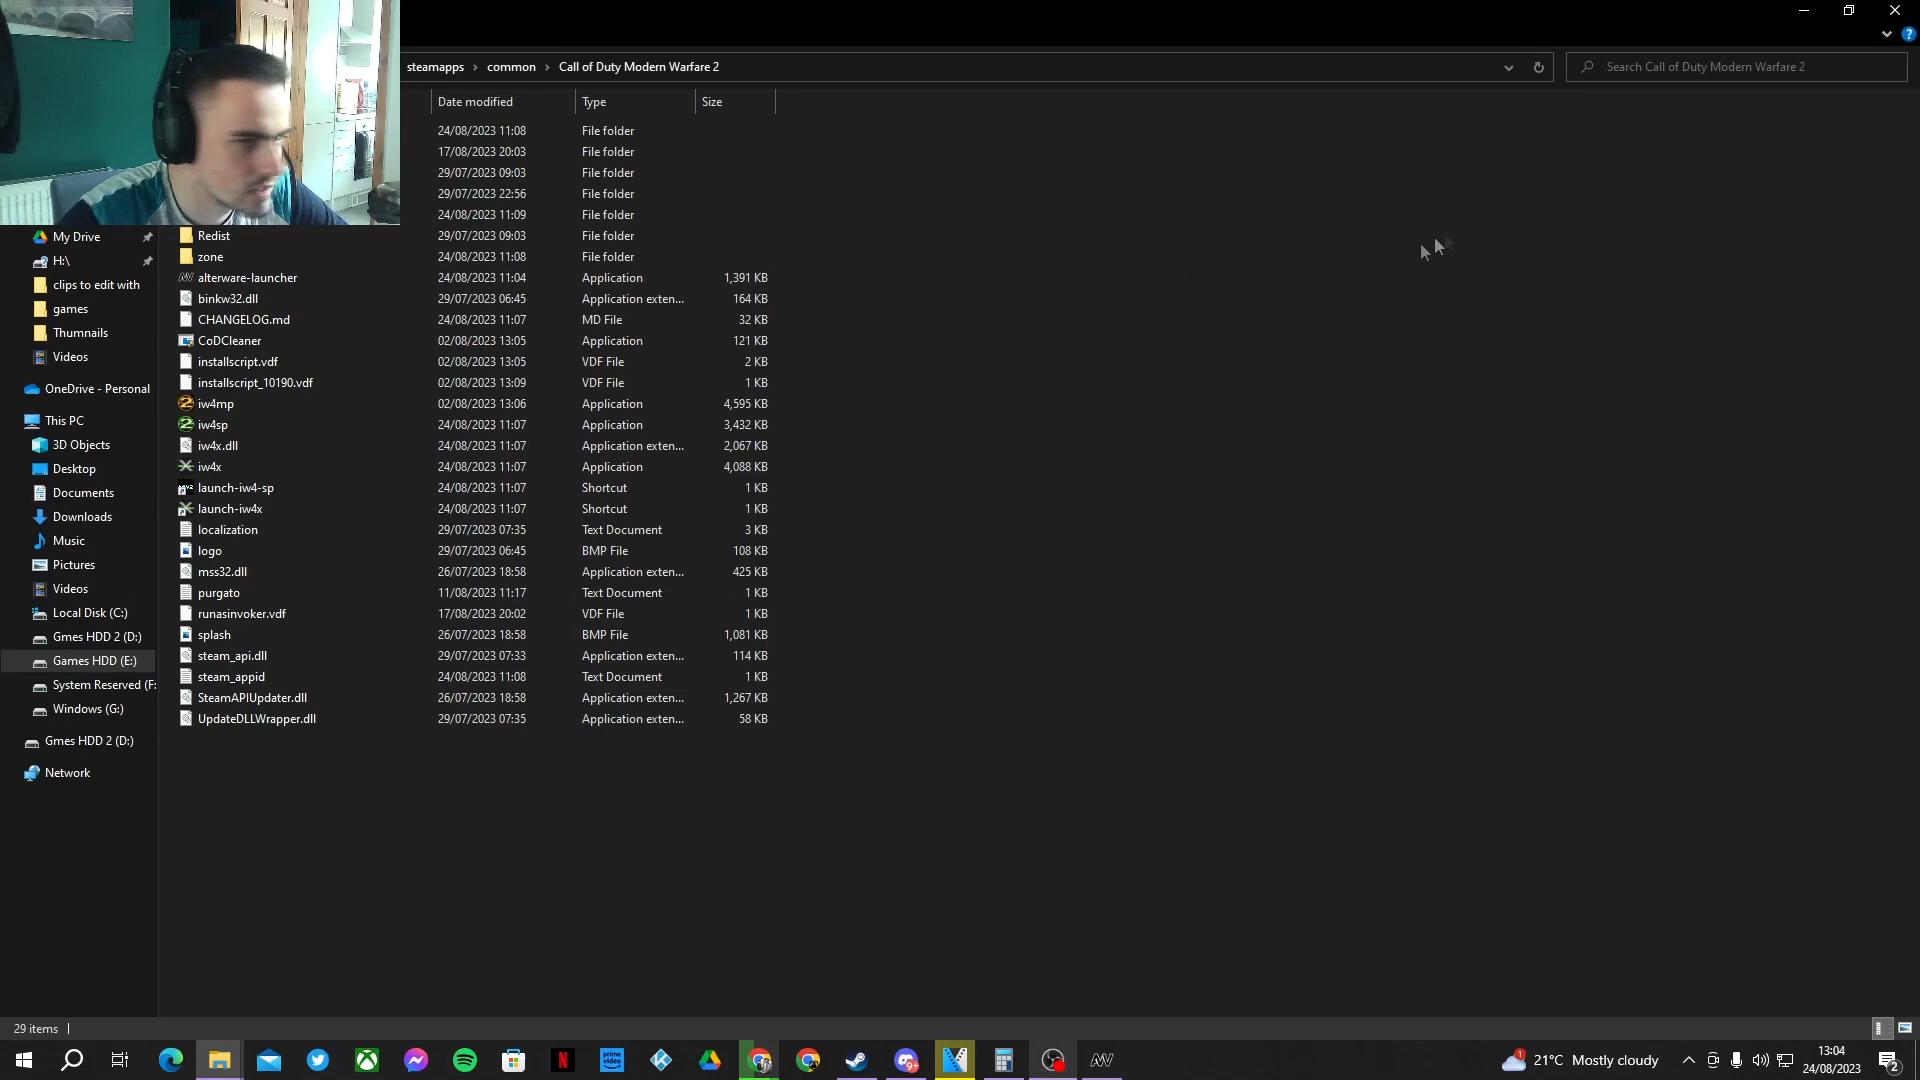 steamapps › common › Call of Duty Modern Warfare 2
Search Call of Duty Modern Warfare 2
Date modified Type Size
24/08/2023 11:08 File folder
17/08/2023 20:03 File folder
29/07/2023 09:03 File folder
29/07/2023 22:56 File folder
24/08/2023 11:09 File folder
Redist 29/07/2023 09:03 File folder
zone 24/08/2023 11:08 File folder
alterware-launcher 24/08/2023 11:04 Application 1,391 KB
binkw32.dll 29/07/2023 06:45 Application exten... 164 KB
CHANGELOG.md 24/08/2023 11:07 MD File 32 KB
CoDCleaner 02/08/2023 13:05 Application 121 KB
installscript.vdf 02/08/2023 13:05 VDF File 2 KB
installscript_10190.vdf 02/08/2023 13:09 VDF File 1 KB
iw4mp 02/08/2023 13:06 Application 4,595 KB
iw4sp 24/08/2023 11:07 Application 3,432 KB
iw4x.dll 24/08/2023 11:07 Application exten... 2,067 KB
iw4x 24/08/2023 11:07 Application 4,088 KB
launch-iw4-sp 24/08/2023 11:07 Shortcut 1 KB
launch-iw4x 24/08/2023 11:07 Shortcut 1 KB
localization 29/07/2023 07:35 Text Document 3 KB
logo 29/07/2023 06:45 BMP File 108 KB
mss32.dll 26/07/2023 18:58 Application exten... 425 KB
purgato 11/08/2023 11:17 Text Document 1 KB
runasinvoker.vdf 17/08/2023 20:02 VDF File 1 KB
splash 26/07/2023 18:58 BMP File 1,081 KB
steam_api.dll 29/07/2023 07:33 Application exten... 114 KB
steam_appid 24/08/2023 11:08 Text Document 1 KB
SteamAPIUpdater.dll 26/07/2023 18:58 Application exten... 1,267 KB
UpdateDLLWrapper.dll 29/07/2023 07:35 Application exten... 58 KB
My Drive
H:\
clips to edit with
games
Thumnails
Videos
OneDrive - Personal
This PC
3D Objects
Desktop
Documents
Downloads
Music
Pictures
Videos
Local Disk (C:)
Gmes HDD 2 (D:)
Games HDD (E:)
System Reserved (F:
Windows (G:)
Gmes HDD 2 (D:)
Network
29 items
prime video
21°C Mostly cloudy
13:04
24/08/2023